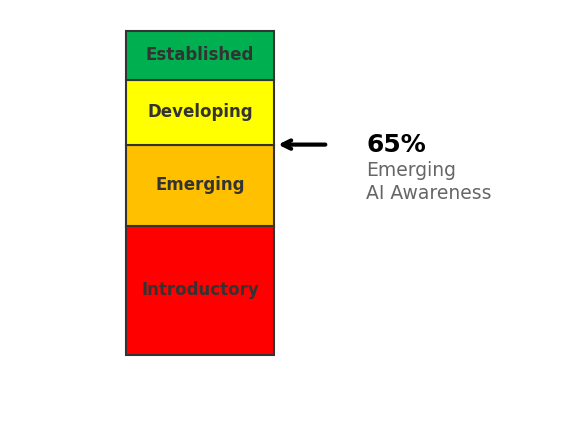 Established
Developing
65%
Emerging
AI Awareness
Emerging
Introductory